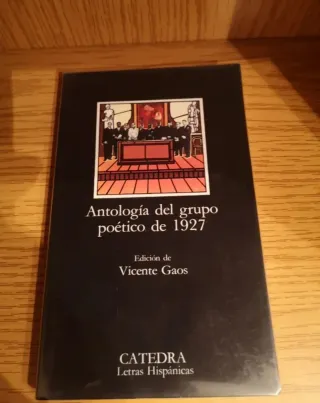 Antología del grupo
poético de 1927
Edición de
Vicente Gaos
CATEDRA
Letras Hispánicas